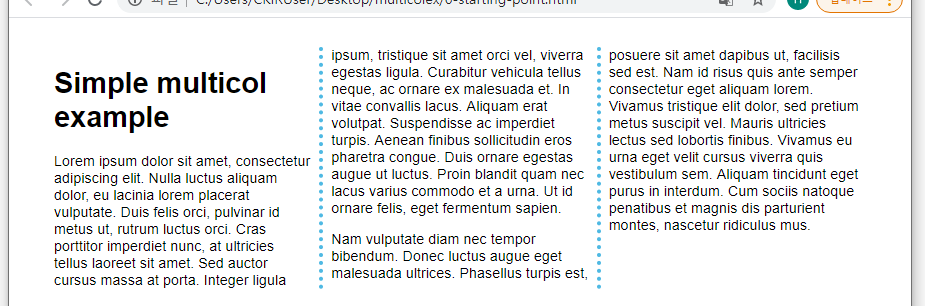 C:/Users/CKIRUser/Desktop/multicolex/0-starting-point.html
Simple multicol
example
Lorem ipsum dolor sit amet, consectetur
adipiscing elit. Nulla luctus aliquam
dolor, eu lacinia lorem placerat
vulputate. Duis felis orci, pulvinar id
metus ut, rutrum luctus orci. Cras
porttitor imperdiet nunc, at ultricies
tellus laoreet sit amet. Sed auctor
cursus massa at porta. Integer ligula
ipsum, tristique sit amet orci vel, viverra
egestas ligula. Curabitur vehicula tellus
neque, ac ornare ex malesuada et. In
vitae convallis lacus. Aliquam erat
volutpat. Suspendisse ac imperdiet
turpis. Aenean finibus sollicitudin eros
pharetra congue. Duis ornare egestas
augue ut luctus. Proin blandit quam nec
lacus varius commodo et a urna. Ut id
ornare felis, eget fermentum sapien.
Nam vulputate diam nec tempor
bibendum. Donec luctus augue eget
malesuada ultrices. Phasellus turpis est,
posuere sit amet dapibus ut, facilisis
sed est. Nam id risus quis ante semper
consectetur eget aliquam lorem.
Vivamus tristique elit dolor, sed pretium
metus suscipit vel. Mauris ultricies
lectus sed lobortis finibus. Vivamus eu
urna eget velit cursus viverra quis
vestibulum sem. Aliquam tincidunt eget
purus in interdum. Cum sociis natoque
penatibus et magnis dis parturient
montes, nascetur ridiculus mus.